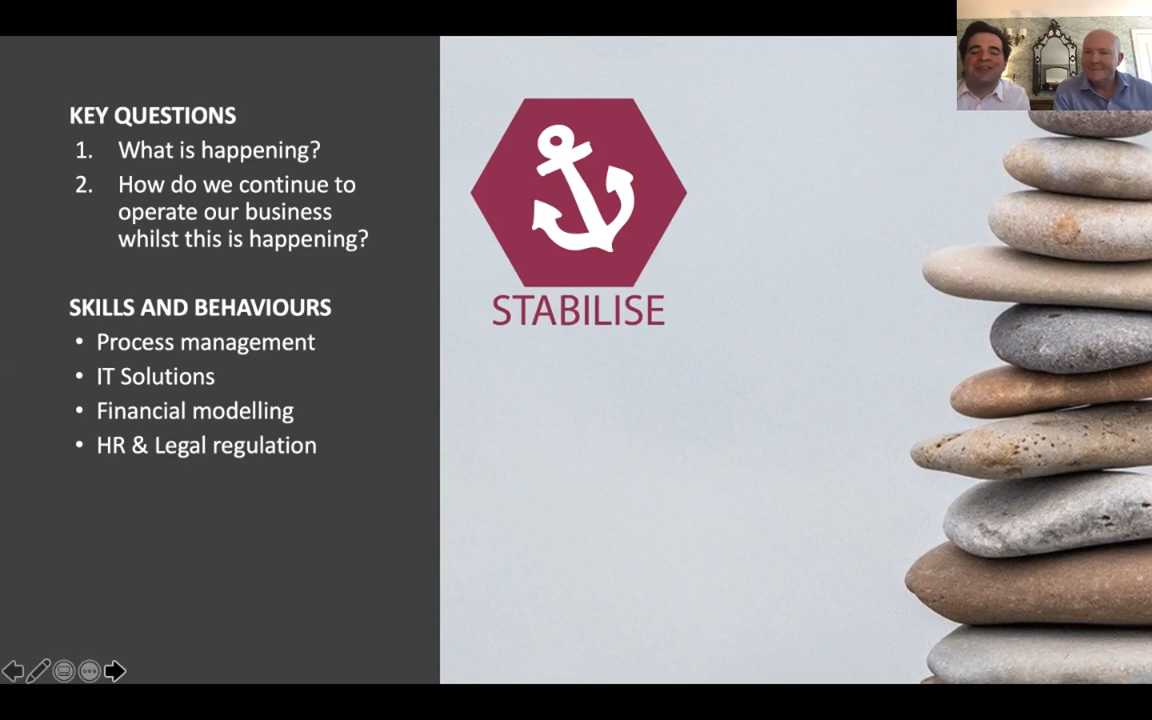 KEY QUESTIONS
1. What is happening?
2. How do we continue to
operate our business
whilst this is happening?
SKILLS AND BEHAVIOURS
• Process management
• IT Solutions
• Financial modelling
• HR & Legal regulation
STABILISE